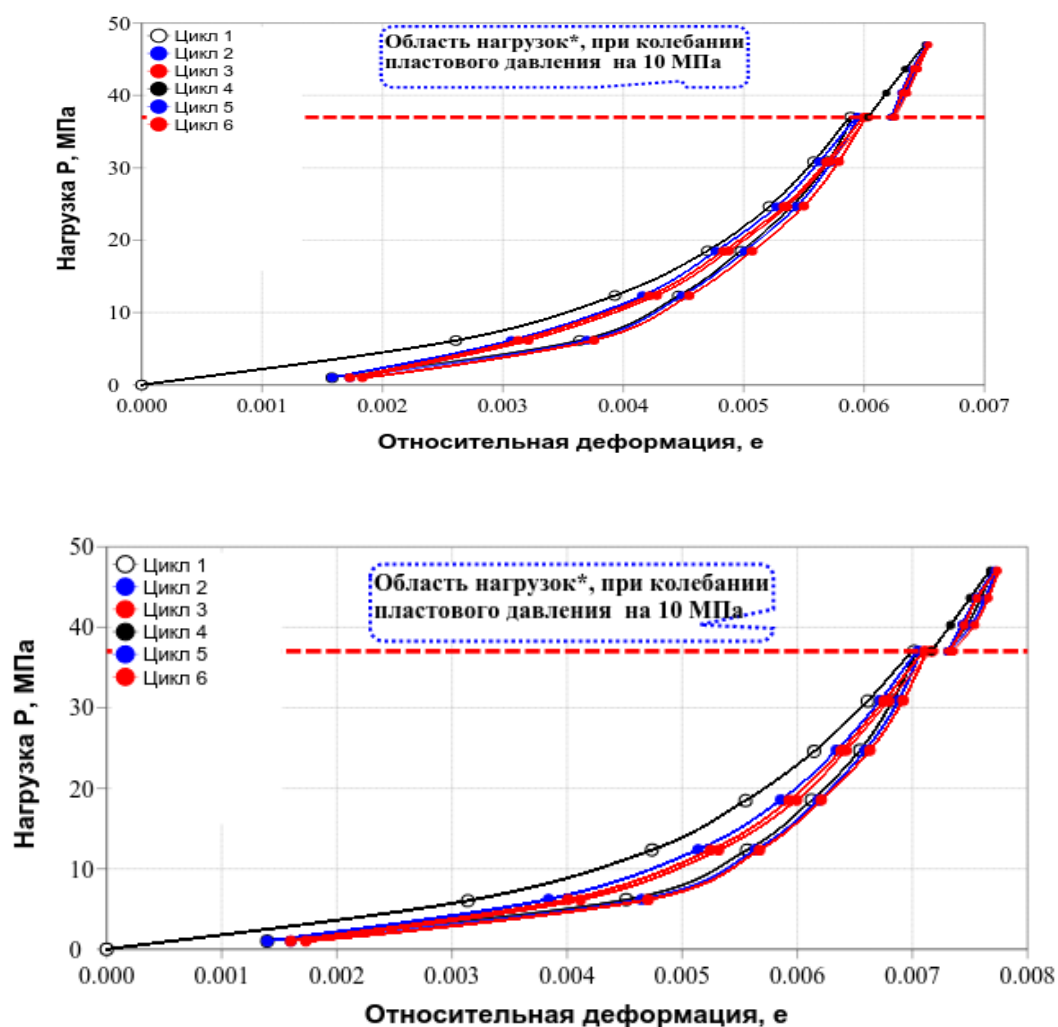 50
Цикл 1
Цикл 2
Цикл 3
Цикл 4
Цикл 5
Цикл 6
Область нагрузок*, при колебании
пластового давления на 10 МПа
40
30
20
10
0
Нагрузка P, МПа
0.000 0.001 0.002 0.003 0.004 0.005 0.006 0.007
Относительная деформация, е
50
Цикл 1
Цикл 2
Цикл 3
Цикл 4
Цикл 5
Цикл 6
Область нагрузок*, при колебании
пластового давления на 10 МПа
40
30
20
10
0
Нагрузка P, МПа
0.000 0.001 0.002 0.003 0.004 0.005 0.006 0.007 0.008
Относительная деформация, е